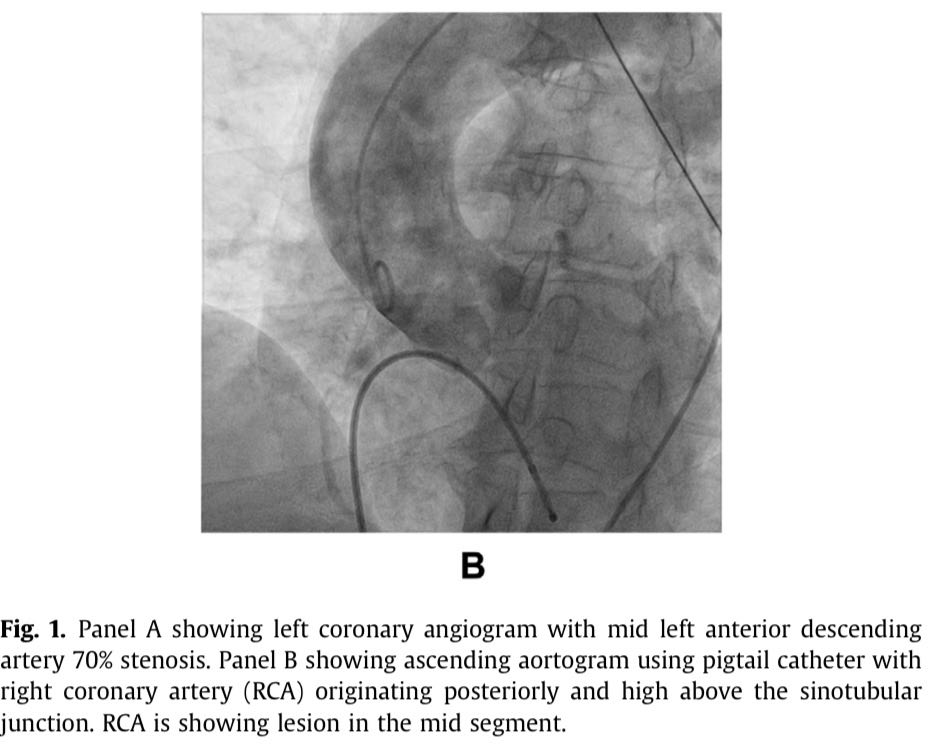 B
Fig. 1. Panel A showing left coronary angiogram with mid left anterior descending
artery 70% stenosis. Panel B showing ascending aortogram using pigtail catheter with
right coronary artery (RCA) originating posteriorly and high above the sinotubular
junction. RCA is showing lesion in the mid segment.